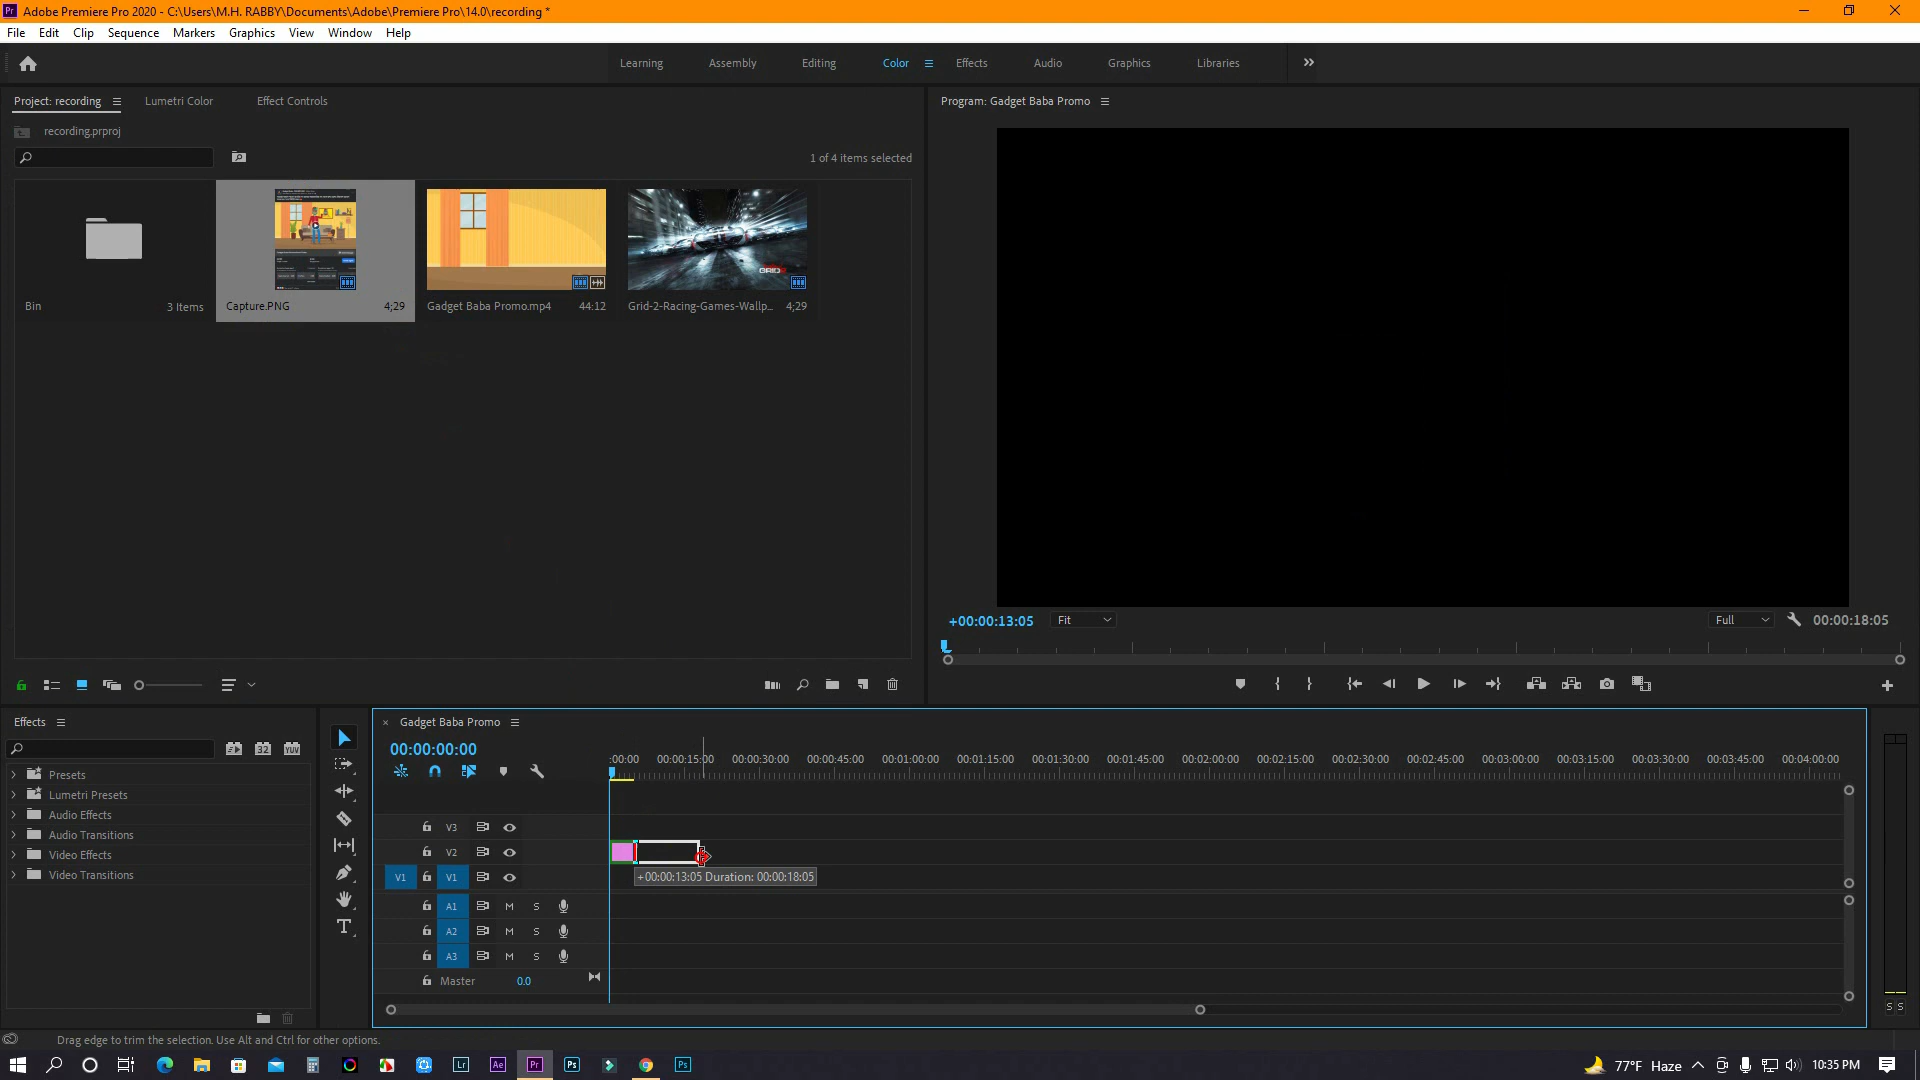 Adobe Premiere Pro 2020 - C:\Users\M.H. RABBY\Documents\Adobe\Premiere Pro\14.0\recording *
File Edit Clip Sequence Markers Graphics View Window Help
Learning Assembly Editing Color Effects Audio Graphics Libraries
Project: recording Lumetri Color Effect Controls
Program: Gadget Baba Promo
recording.prproj
1 of 4 items selected
Bin 3 Items
Capture.PNG 4;29
Gadget Baba Promo.mp4 44:12
Grid-2-Racing-Games-Wallp... 4;29
+00:00:13:05 Fit Full 00:00:18:05
Effects
Presets
Lumetri Presets
Audio Effects
Audio Transitions
Video Effects
Video Transitions
Gadget Baba Promo
00:00:00:00
:00:00 00:00:15:00 00:00:30:00 00:00:45:00 00:01:00:00 00:01:15:00 00:01:30:00 00:01:45:00 00:02:00:00 00:02:15:00 00:02:30:00 00:02:45:00 00:03:00:00 00:03:15:00 00:03:30:00 00:03:45:00 00:04:00:00
V3
V2
V1 V1
+00:00:13:05 Duration: 00:00:18:05
A1 M S
A2 M S
A3 M S
Master 0.0
S S
Drag edge to trim the selection. Use Alt and Ctrl for other options.
77°F Haze 10:35 PM